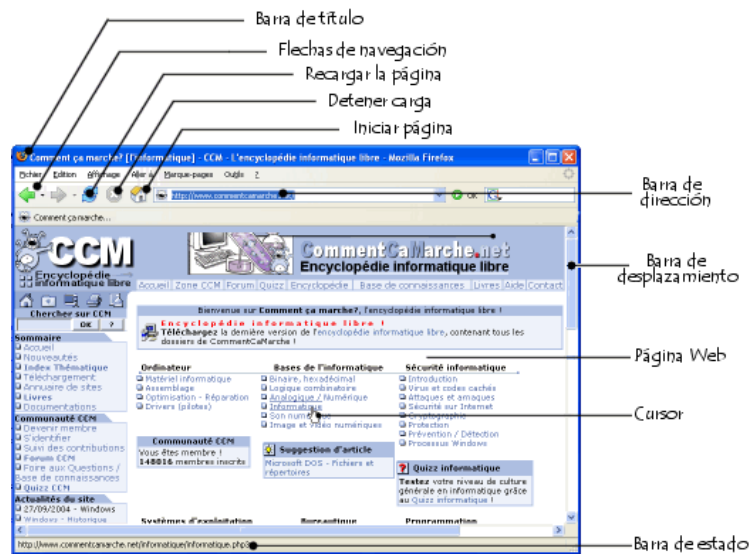 Barra de título
Flechas de navegación
Recargar la página
Detener carga
Iniciar página
Barra de dirección
Barra de desplazamiento
Página Web
Cursor
Barra de estado
Comment ça marche? [l'informatique] - CCM - L'encyclopédie informatique libre - Mozilla Firefox
Fichier Edition Affichage Aller à Marque-pages Outils ?
http://www.commentcamarche. OK
Comment ça marche...
CCM
Encyclopédie
informatique libre
CommentCaMarche.net
Encyclopédie informatique libre
Accueil Zone CCM Forum Quizz Encyclopédie Base de connaissances Livres Aide Contact
Chercher sur CCM
OK ?
Sommaire
Accueil
Nouveautés
Index Thématique
Téléchargement
Annuaire de sites
Livres
Documentations
Communauté CCM
Devenir membre
S'identifier
Suivi des contributions
Forum CCM
Foire aux Questions /
Base de connaissances
Quizz CCM
Actualités du site
27/09/2004 - Windows
Windows - Historique
Bienvenue sur Comment ça marche?, l'encyclopédie informatique libre !
Encyclopédie informatique libre !
Téléchargez la dernière version de l'encyclopédie informatique libre, contenant tous les
dossiers de CommentCaMarche !
Ordinateur
Matériel informatique
Assemblage
Optimisation - Réparation
Drivers (pilotes)
Bases de l'informatique
Binaire, hexadécimal
Logique combinatoire
Analogique / Numérique
Informatique
Son numérique
Image et vidéo numériques
Sécurité informatique
Introduction
Virus et codes cachés
Attaques et arnaques
Sécurité sur Internet
Cryptographie
Protection
Prévention / Détection
Processus Windows
Communauté CCM
Vous êtes membre !
148016 membres inscrits
Suggestion d'article
Microsoft DOS - Fichiers et
répertoires
Quizz informatique
Testez votre niveau de culture
générale en informatique grâce
au Quizz informatique !
Systèmes d'exploitation
Bureautique
Programmation
http://www.commentcamarche.net/informatique/informatique.php3